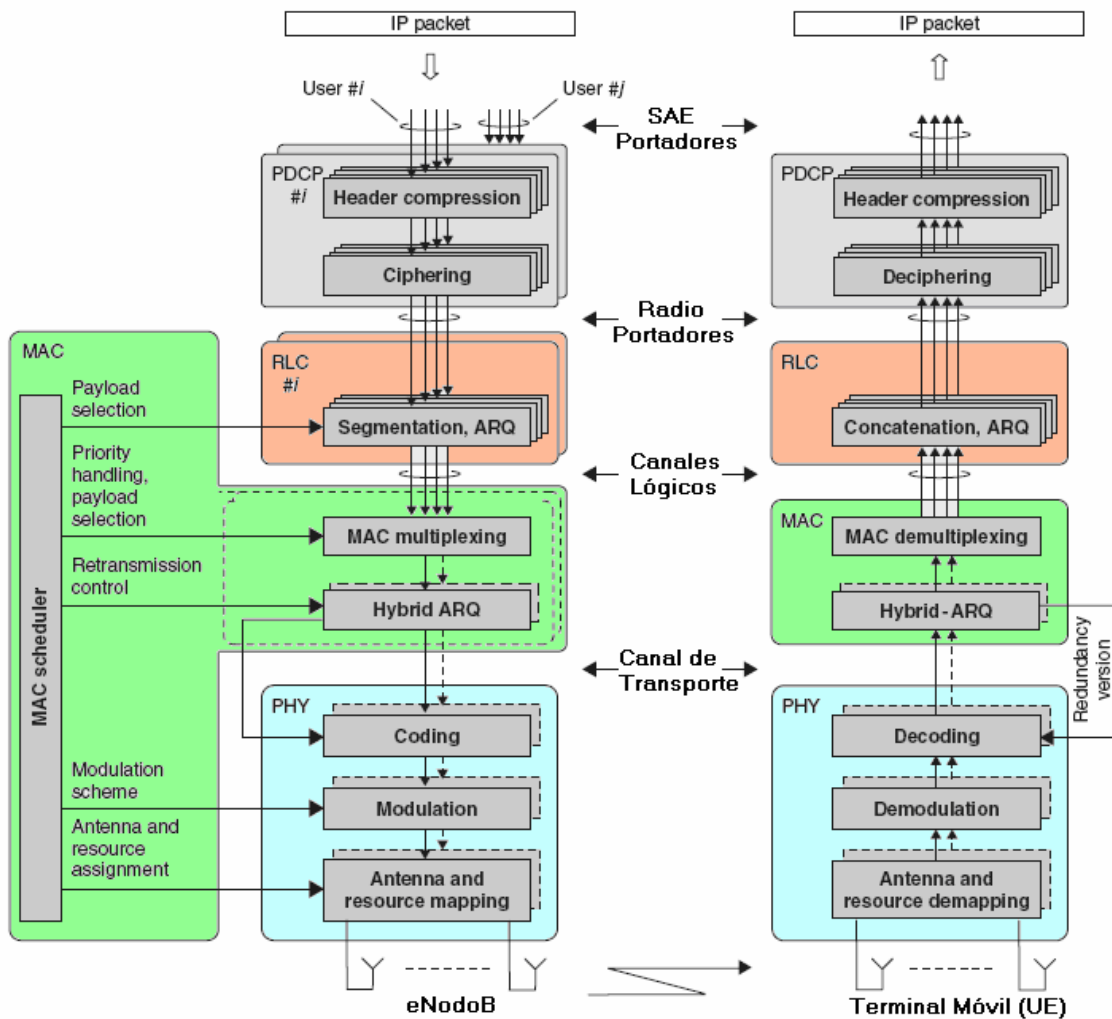 IP packet
IP packet
User #i
User #j
SAE
Portadores
PDCP
#i
Header compression
Ciphering
PDCP
Header compression
Deciphering
Radio
Portadores
MAC
RLC
#i
Segmentation, ARQ
RLC
Concatenation, ARQ
Payload
selection
Priority
handling,
payload
selection
Retransmission
control
Canales
Lógicos
MAC multiplexing
Hybrid ARQ
MAC
MAC demultiplexing
Hybrid-ARQ
Redundancy
version
MAC scheduler
Canal de
Transporte
PHY
Coding
Modulation
Antenna and
resource mapping
PHY
Decoding
Demodulation
Antenna and
resource demapping
Modulation
scheme
Antenna and
resource
assignment
eNodoB
Terminal Móvil (UE)